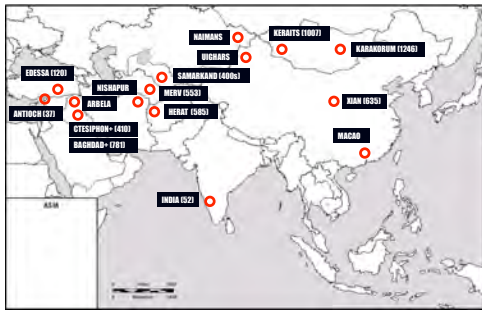 NAIMANS
KERAITS (1007)
UIGHARS
KARAKORUM (1246)
EDESSA (120)
NISHAPUR
SAMARKAND (400s)
MERV (553)
ANTIOCH (37)
ARBELA
HERAT (585)
XIAN (635)
CTESIPHON+ (410)
BAGHDAD+ (781)
MACAO
INDIA (52)
ASIA